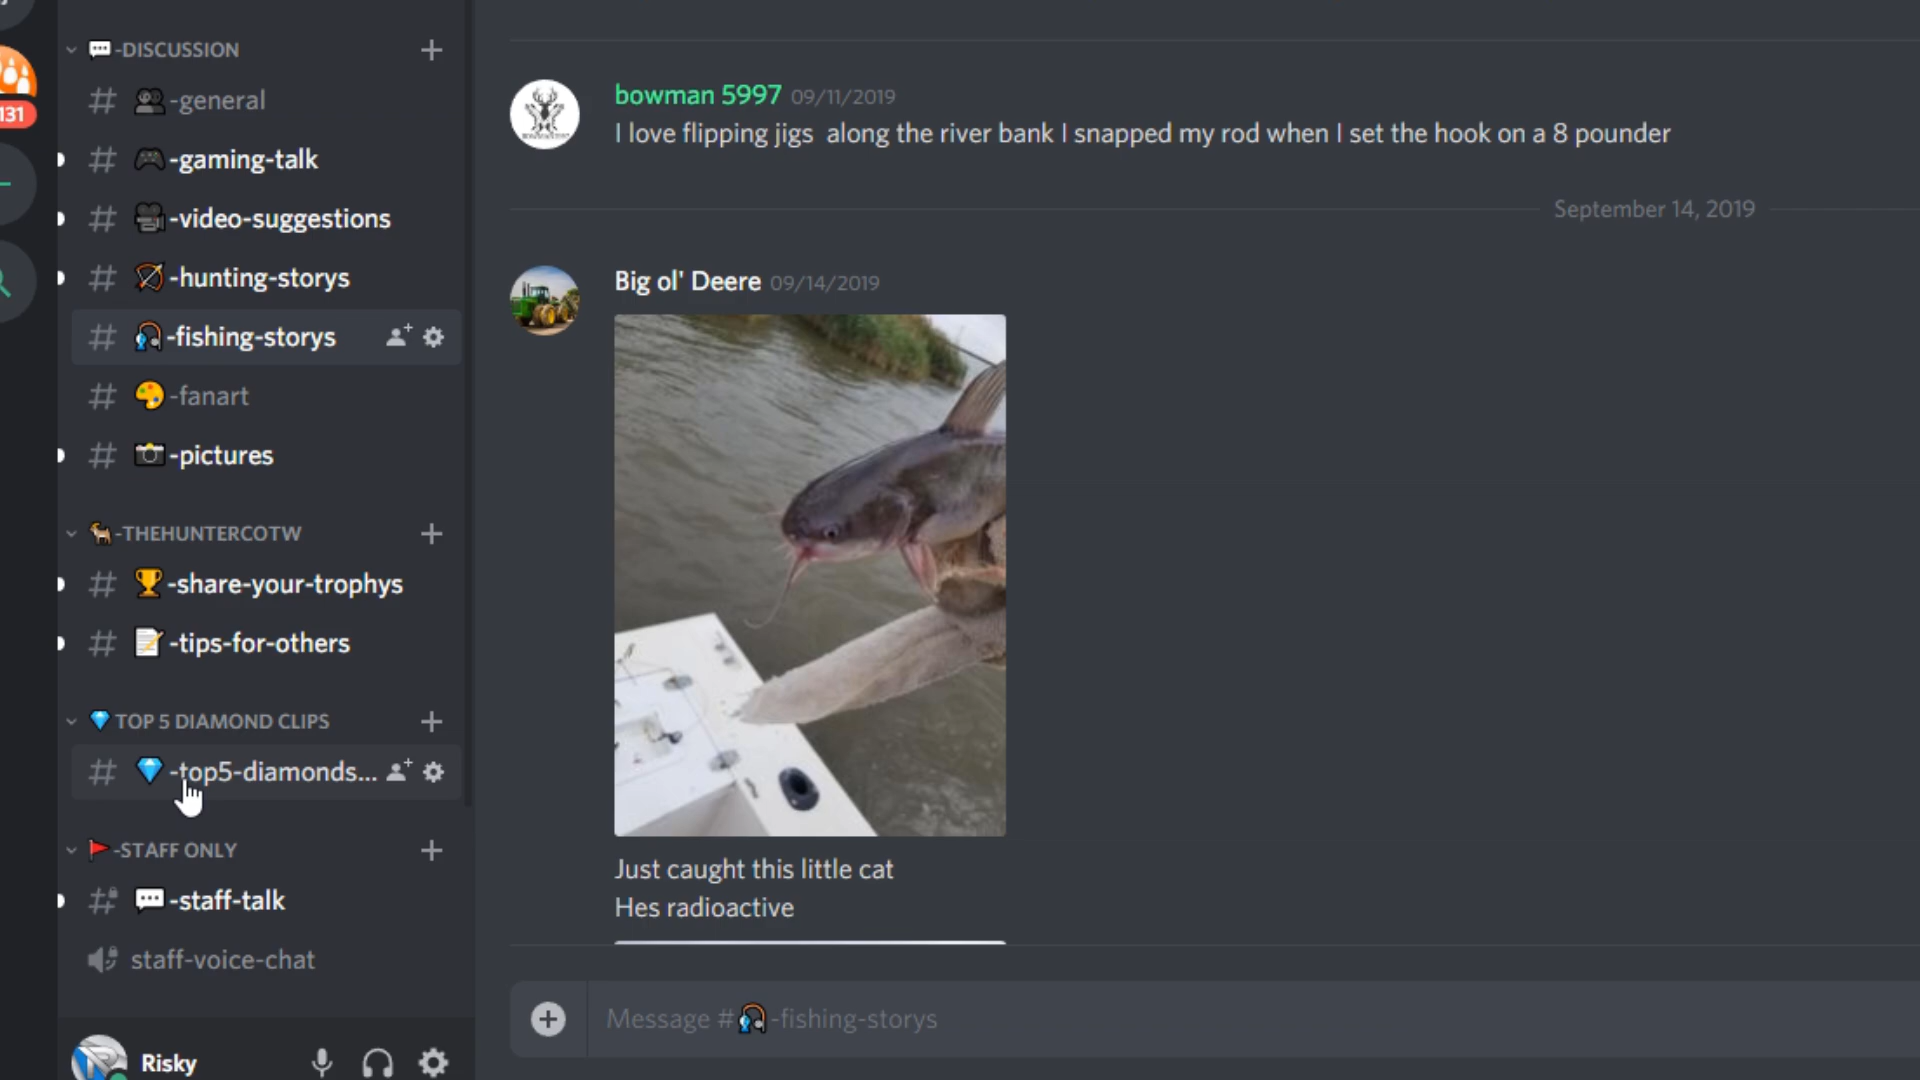 -DISCUSSION
-general
131
-gaming-talk
-video-suggestions
-hunting-storys
-fishing-storys
-fanart
-pictures
-THEHUNTERCOTW
-share-your-trophys
-tips-for-others
TOP 5 DIAMOND CLIPS
-top5-diamonds...
-STAFF ONLY
-staff-talk
staff-voice-chat
Risky
bowman 5997 09/11/2019
I love flipping jigs along the river bank I snapped my rod when I set the hook on a 8 pounder
September 14, 2019
Big ol' Deere 09/14/2019
Just caught this little cat
Hes radioactive
Message # -fishing-storys